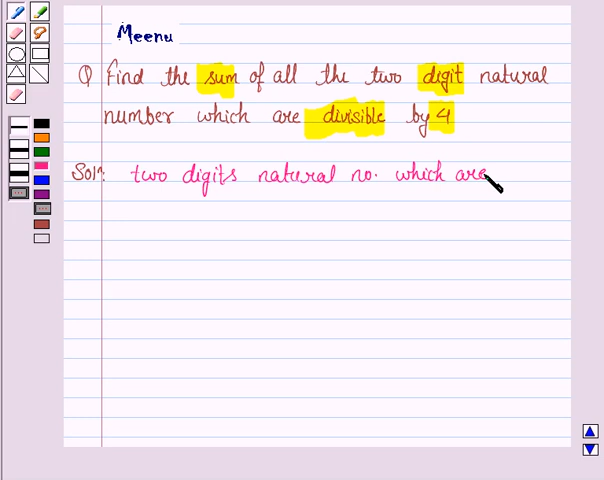 Meenu
Q Find the sum of all the two digit natural
number which are divisible by 4
Solⁿ: two digits natural no. which are